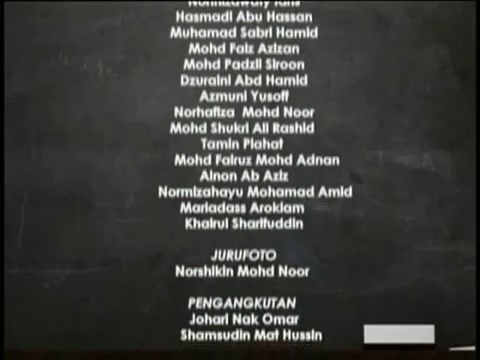 Hasmadi Abu Hassan
Muhamad Sabri Hamid
Mohd Faiz Azizan
Mohd Padzil Siroon
Dzuraini Abd Hamid
Azmuni Yusoff
Norhafiza Mohd Noor
Mohd Shukri Ali Rashid
Tamin Plahat
Mohd Fairuz Mohd Adnan
Ainon Ab Aziz
Normizahayu Mohamad Amid
Mariadass Arokiam
Khairul Sharifuddin
JURUFOTO
Norshikin Mohd Noor
PENGANGKUTAN
Johari Nak Omar
Shamsudin Mat Hussin